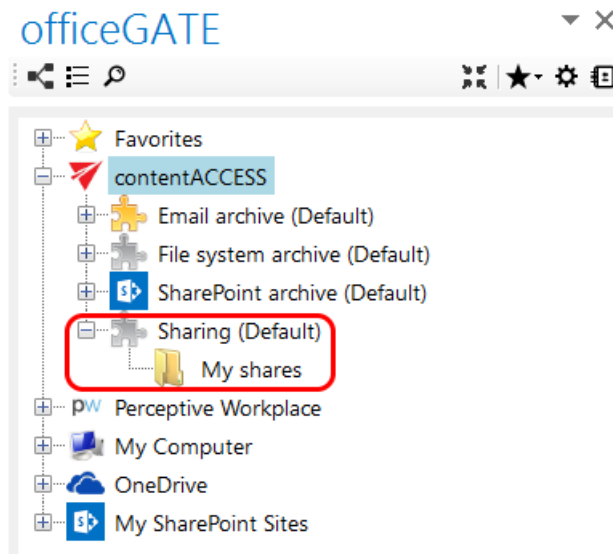 officeGATE
Favorites
contentACCESS
Email archive (Default)
File system archive (Default)
SharePoint archive (Default)
Sharing (Default)
My shares
pw Perceptive Workplace
My Computer
OneDrive
My SharePoint Sites